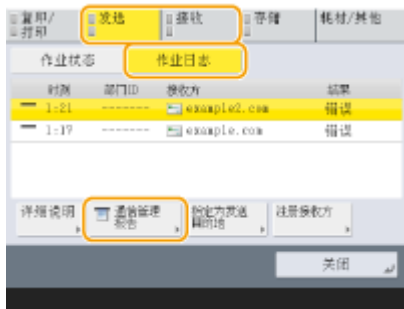 复印/
打印
发送
接收
存储
耗材/其他
作业状态
作业日志
时间 部门ID 接收方 结果
1:21 ------- example2.com 错误
1:17 ------- example.com 错误
详细说明
通信管理
报告
指定为发送
目的地
注册接收方
关闭